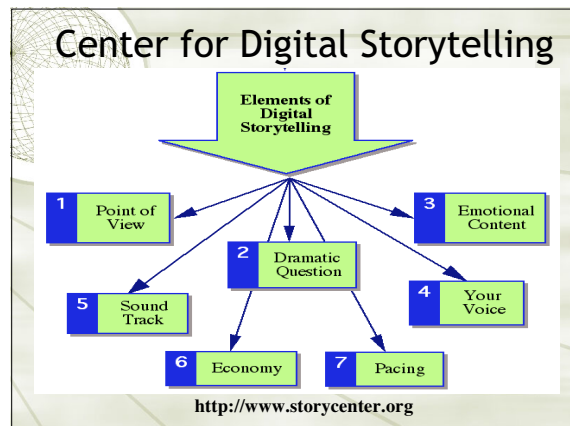 Center for Digital Storytelling
Elements of
Digital
Storytelling
1
Point of
View
3
Emotional
Content
2
Dramatic
Question
5
Sound
Track
4
Your
Voice
6
Economy
7
Pacing
http://www.storycenter.org